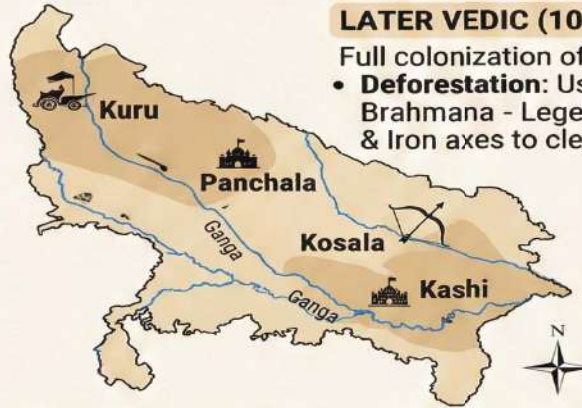 LATER VEDIC (10
Full colonization of
• Deforestation: Us
Brahmana - Lege
& Iron axes to cle
Kuru
Panchala
Ganga
Kosala
Kashi
Ganga
N